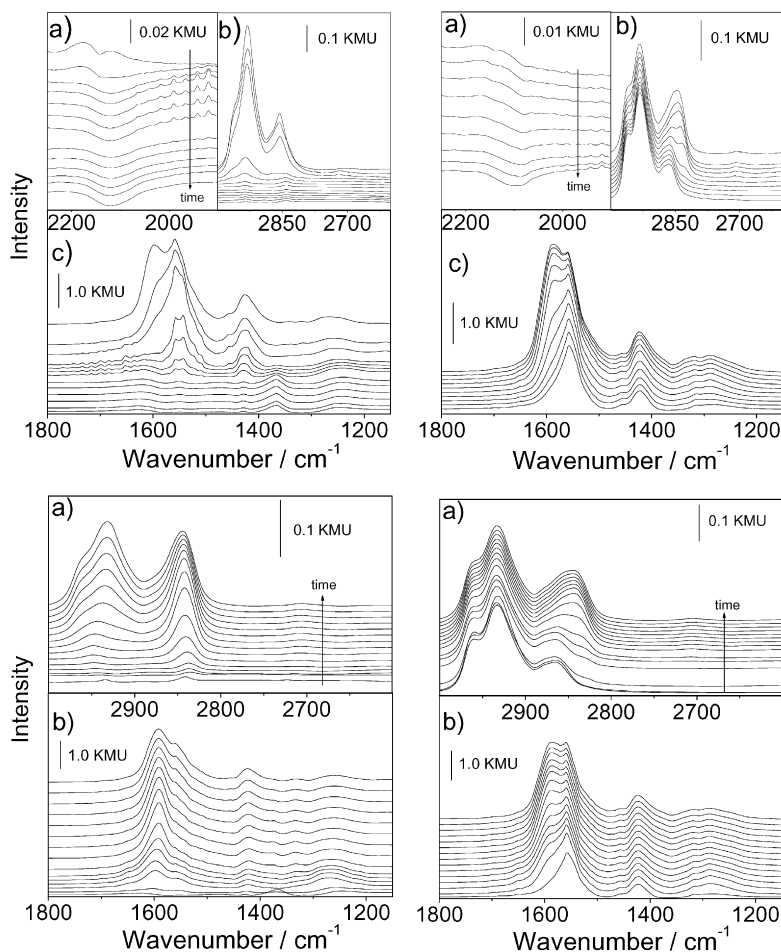 a)
0.02 KMU
b)
0.1 KMU
time
2200
2000
2850
2700
c)
1.0 KMU
1800
1600
1400
1200
Wavenumber / cm-1
Intensity
a)
0.01 KMU
b)
0.1 KMU
time
2200
2000
2850
2700
c)
1.0 KMU
1800
1600
1400
1200
Wavenumber / cm-1
a)
0.1 KMU
time
2900
2800
2700
b)
1.0 KMU
1800
1600
1400
1200
Wavenumber / cm-1
Intensity
a)
0.1 KMU
time
2900
2800
2700
b)
1.0 KMU
1800
1600
1400
1200
Wavenumber / cm-1